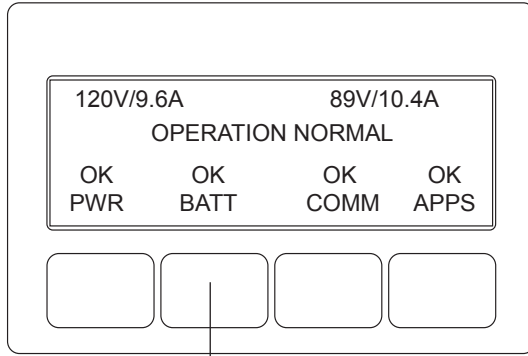 120V/9.6A 89V/10.4A
OPERATION NORMAL
OK OK OK OK
PWR BATT COMM APPS